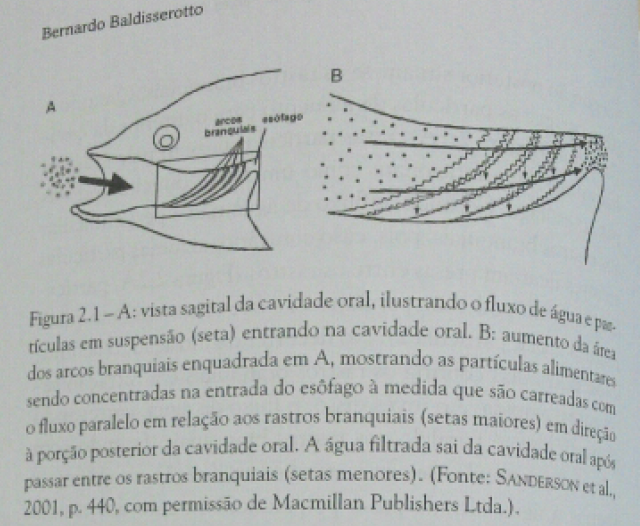 Bernardo Baldisserotto
A
B
arcos
branquiais
esófago
Figura 2.1 – A: vista sagital da cavidade oral, ilustrando o fluxo de água e par-
tículas em suspensão (seta) entrando na cavidade oral. B: aumento da área
dos arcos branquiais enquadrada em A, mostrando as partículas alimentares
sendo concentradas na entrada do esôfago à medida que são carreadas com
o fluxo paralelo em relação aos rastros branquiais (setas maiores) em direção
à porção posterior da cavidade oral. A água filtrada sai da cavidade oral após
passar entre os rastros branquiais (setas menores). (Fonte: SANDERSON et al.,
2001, p. 440, com permissão de Macmillan Publishers Ltda.).